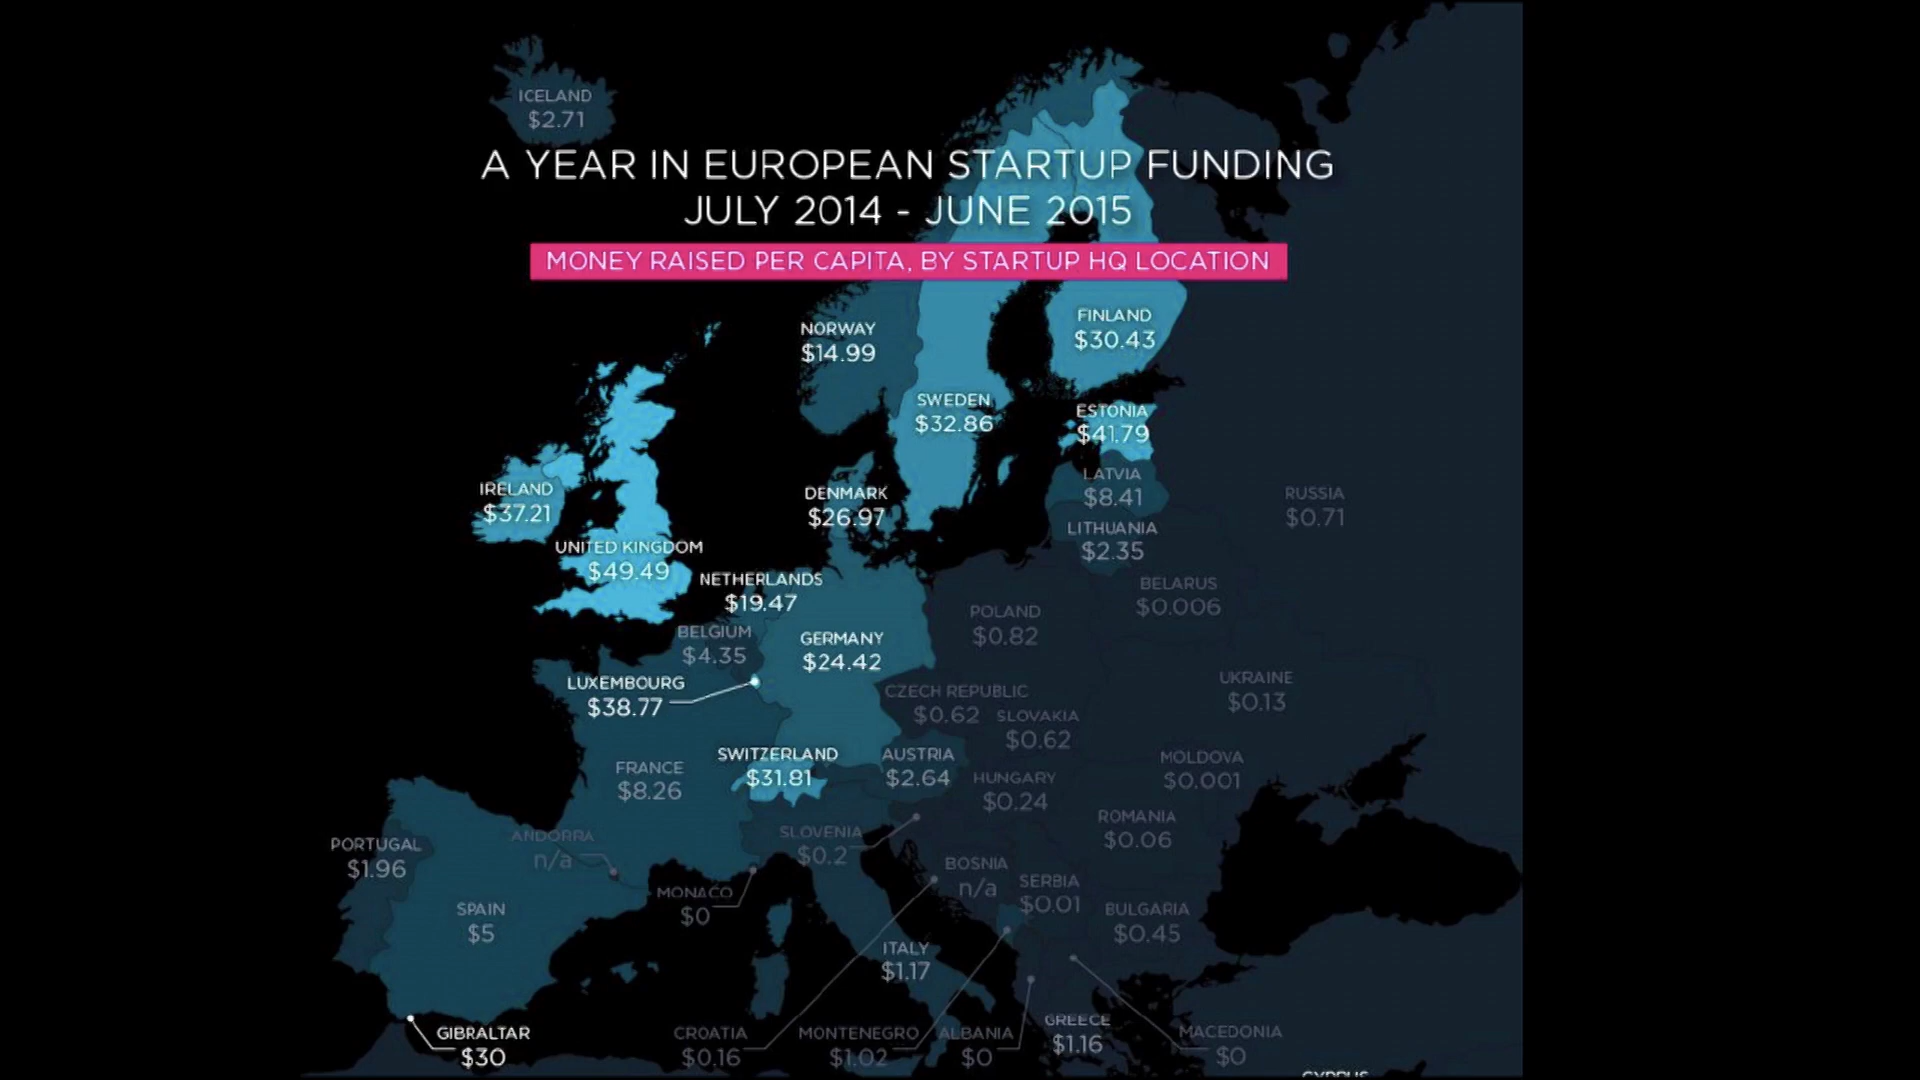 ICELAND
$2.71
A YEAR IN EUROPEAN STARTUP FUNDING
JULY 2014 - JUNE 2015
MONEY RAISED PER CAPITA, BY STARTUP HQ LOCATION
NORWAY
$14.99
FINLAND
$30.43
SWEDEN
$32.86
ESTONIA
$41.79
LATVIA
$8.41
IRELAND
$37.21
DENMARK
$26.97
RUSSIA
$0.71
LITHUANIA
$2.35
UNITED KINGDOM
$49.49
NETHERLANDS
$19.47
BELARUS
$0.006
POLAND
$0.82
BELGIUM
$4.35
GERMANY
$24.42
LUXEMBOURG
$38.77
UKRAINE
$0.13
CZECH REPUBLIC
$0.62
SLOVAKIA
$0.62
SWITZERLAND
$31.81
AUSTRIA
$2.64
MOLDOVA
$0.001
FRANCE
$8.26
HUNGARY
$0.24
ROMANIA
$0.06
SLOVENIA
$0.2
ANDORRA
n/a
PORTUGAL
$1.96
BOSNIA
n/a
SERBIA
$0.01
MONACO
$0
SPAIN
$5
BULGARIA
$0.45
ITALY
$1.17
GIBRALTAR
$30
CROATIA
$0.16
MONTENEGRO
$1.02
ALBANIA
$0
GREECE
$1.16
MACEDONIA
$0
CYPRUS